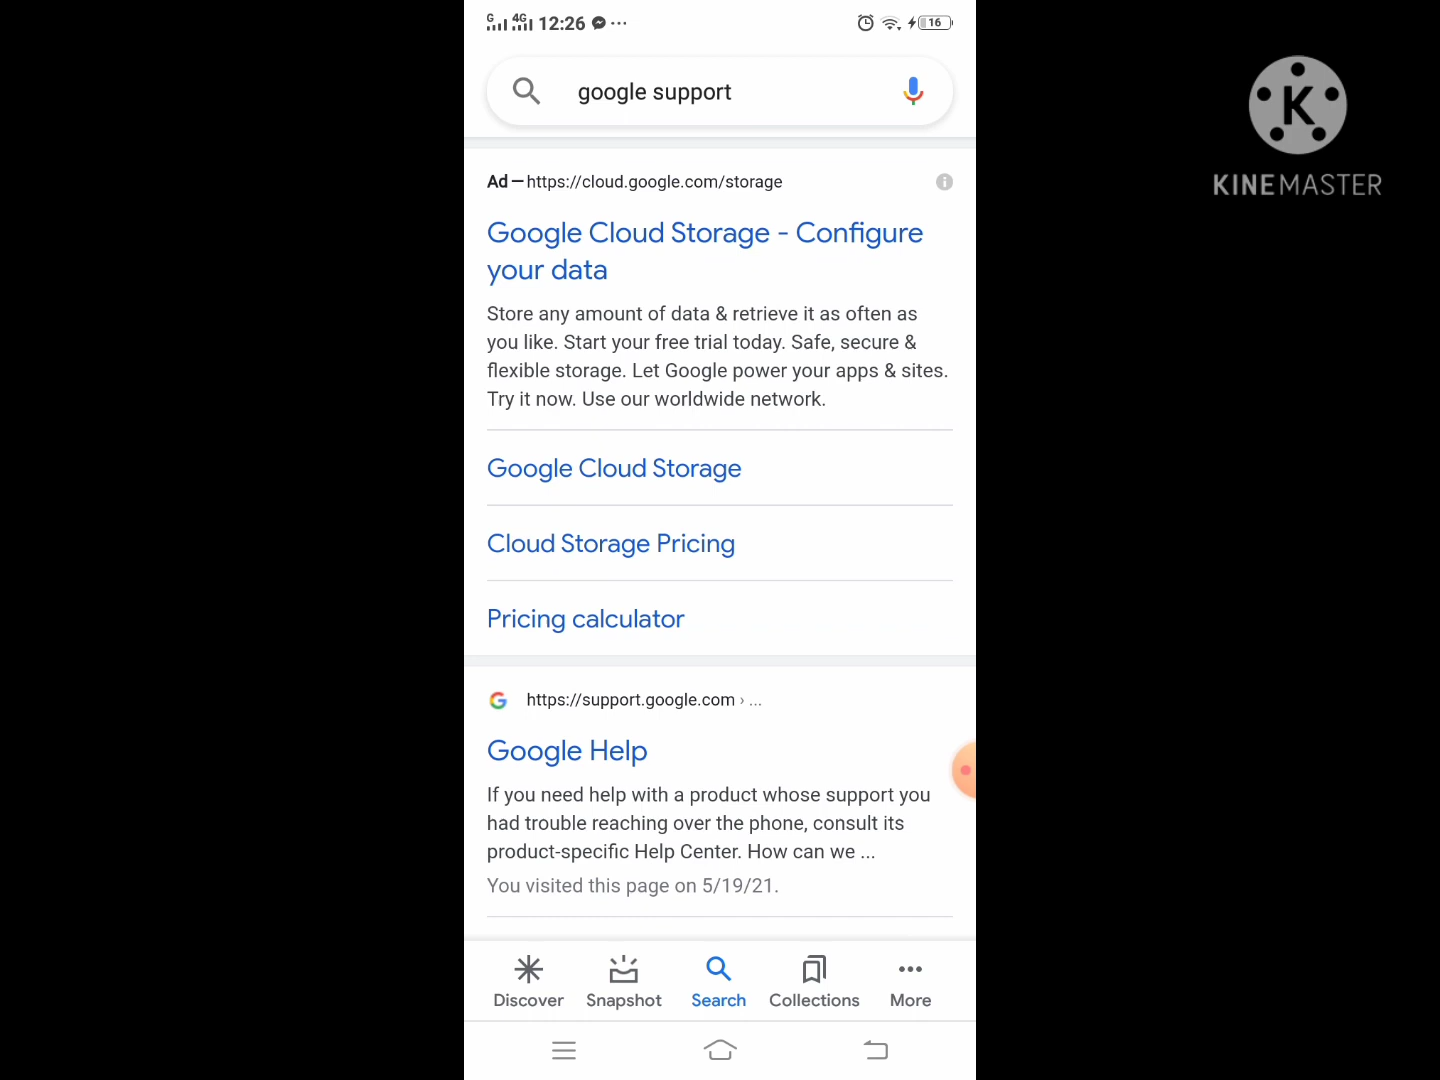 G 4G 12:26 ... 16
google support
Ad – https://cloud.google.com/storage
Google Cloud Storage - Configure
your data
Store any amount of data & retrieve it as often as
you like. Start your free trial today. Safe, secure &
flexible storage. Let Google power your apps & sites.
Try it now. Use our worldwide network.
Google Cloud Storage
Cloud Storage Pricing
Pricing calculator
https://support.google.com › ...
Google Help
If you need help with a product whose support you
had trouble reaching over the phone, consult its
product-specific Help Center. How can we ...
You visited this page on 5/19/21.
Discover Snapshot Search Collections More
K
KINEMASTER